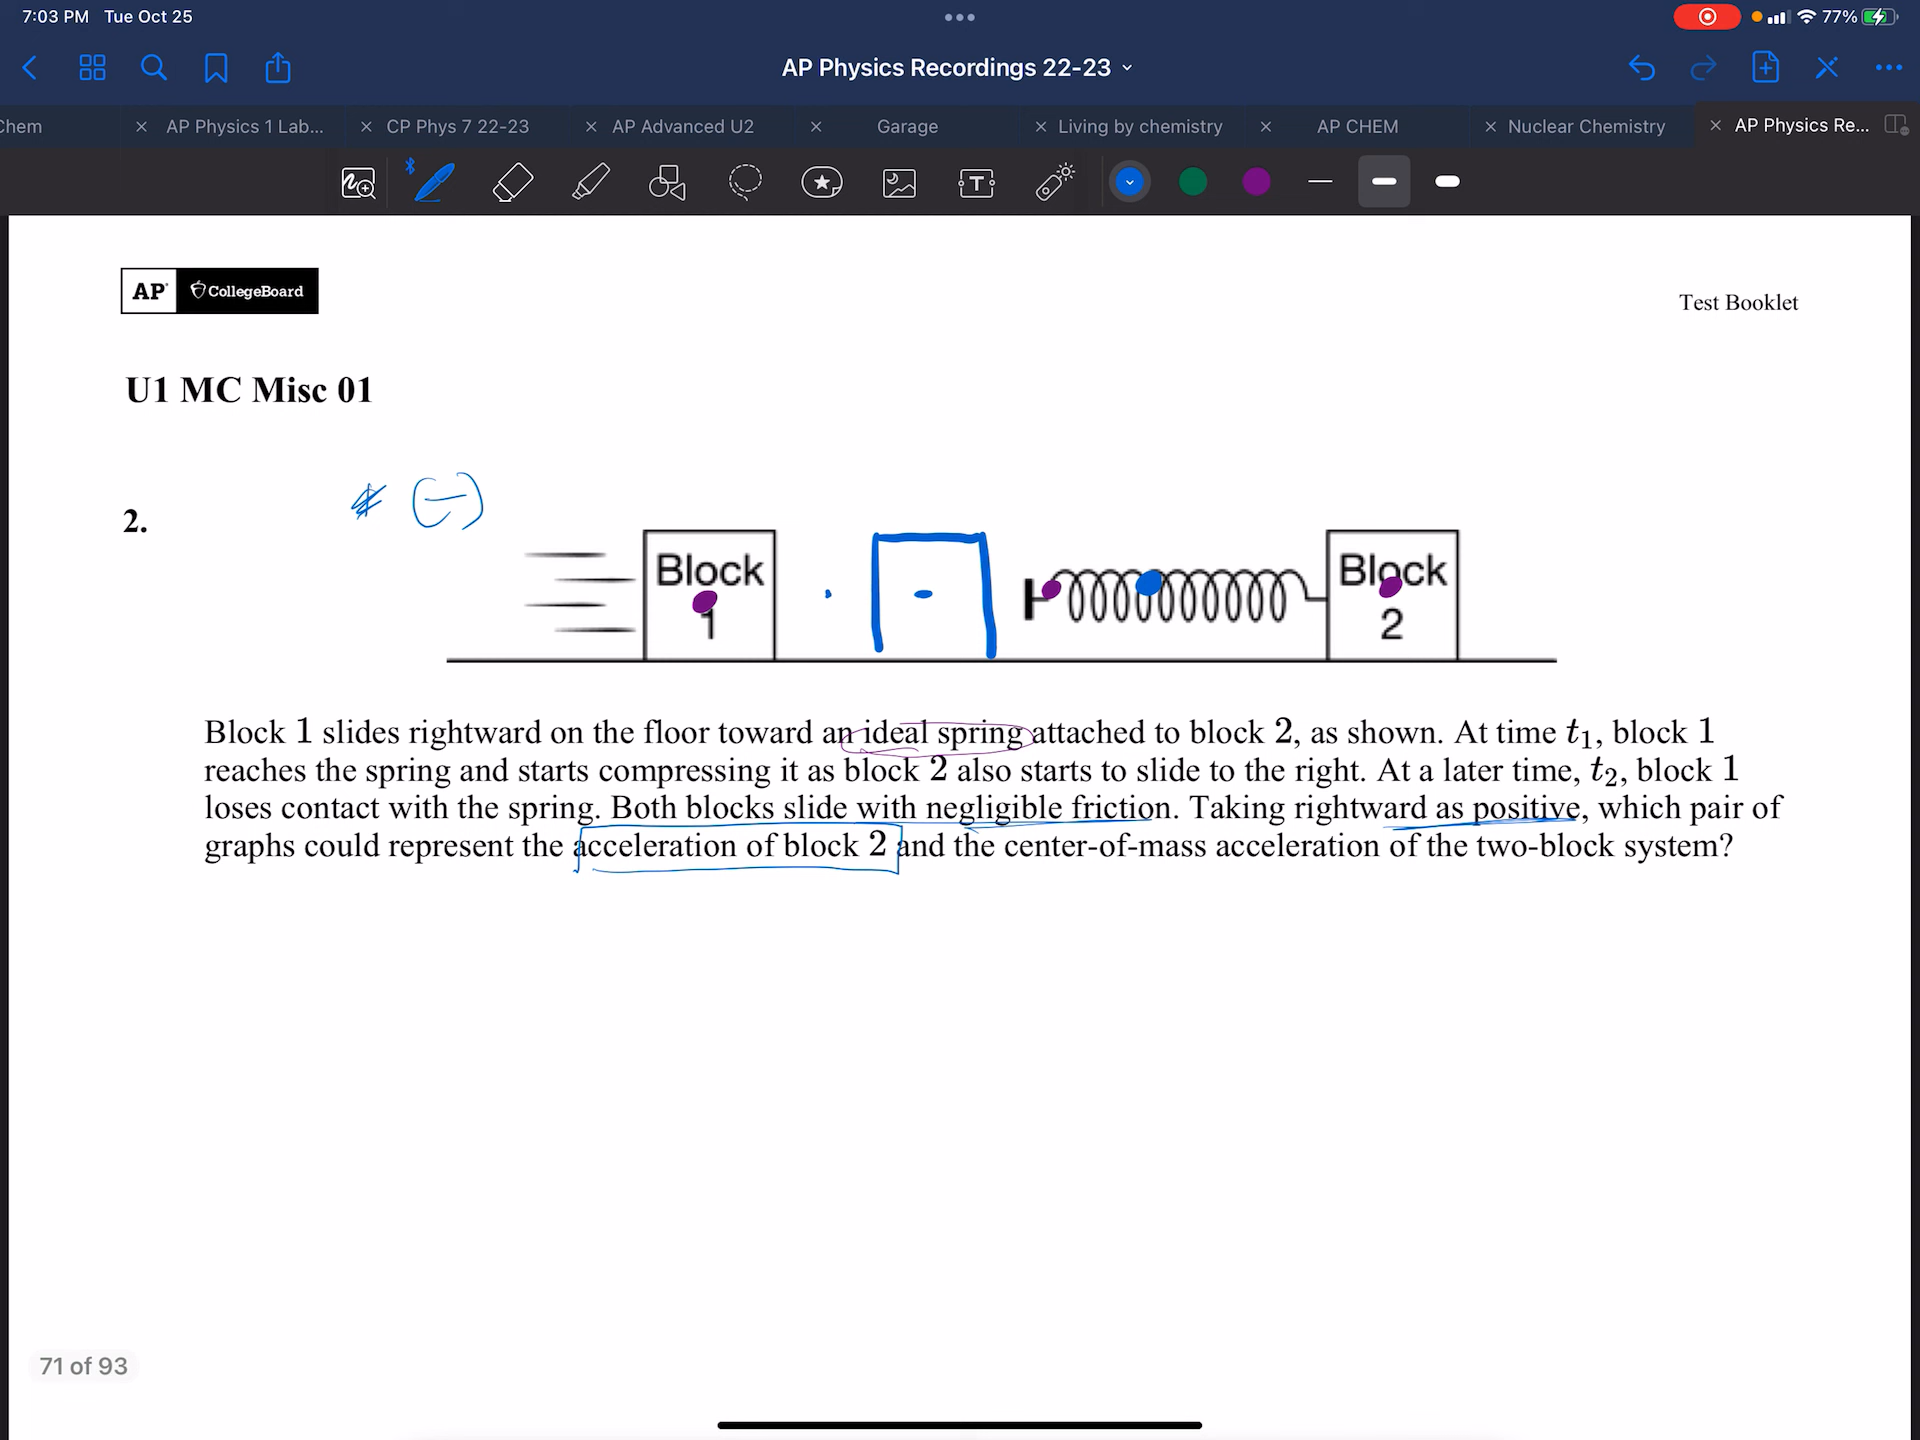 7:03 PM Tue Oct 25
77%
AP Physics Recordings 22-23
Chem
AP Physics 1 Lab...
CP Phys 7 22-23
AP Advanced U2
Garage
Living by chemistry
AP CHEM
Nuclear Chemistry
AP Physics Re...
T
AP® CollegeBoard
Test Booklet
U1 MC Misc 01
2.
(-)
Block 1
Block 2
Block 1 slides rightward on the floor toward an ideal spring attached to block 2, as shown. At time t₁, block 1
reaches the spring and starts compressing it as block 2 also starts to slide to the right. At a later time, t₂, block 1
loses contact with the spring. Both blocks slide with negligible friction. Taking rightward as positive, which pair of
graphs could represent the acceleration of block 2 and the center-of-mass acceleration of the two-block system?
71 of 93